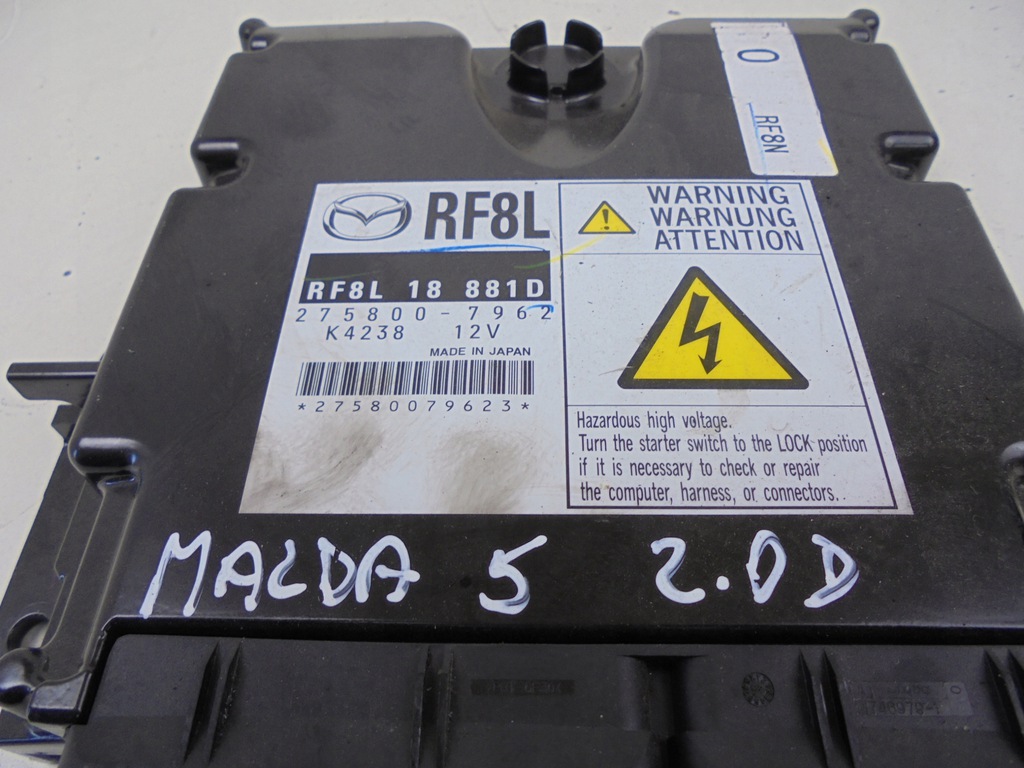 O
RF8N
RF8L
RF8L 18 881D
275800-7962
K4238 12V
MADE IN JAPAN
*27580079623*
WARNING
WARNUNG
ATTENTION
Hazardous high voltage.
Turn the starter switch to the LOCK position
if it is necessary to check or repair
the computer, harness, or connectors.
MAZDA 5 2.0D